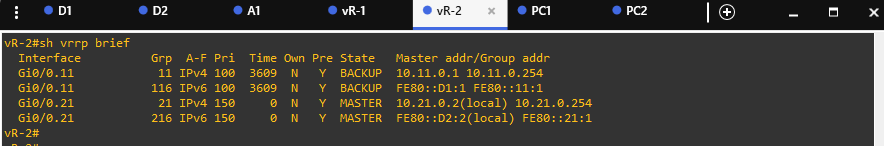 D1 D2 A1 vR-1 vR-2 × PC1 PC2
vR-2#sh vrrp brief
Interface Grp A-F Pri Time Own Pre State Master addr/Group addr
Gi0/0.11 11 IPv4 100 3609 N Y BACKUP 10.11.0.1 10.11.0.254
Gi0/0.11 116 IPv6 100 3609 N Y BACKUP FE80::D1:1 FE80::11:1
Gi0/0.21 21 IPv4 150 0 N Y MASTER 10.21.0.2(local) 10.21.0.254
Gi0/0.21 216 IPv6 150 0 N Y MASTER FE80::D2:2(local) FE80::21:1
vR-2#